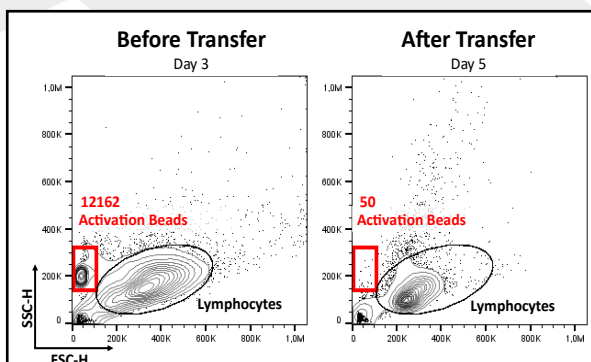 Before Transfer
Day 3
1,0M
800K
600K
400K
200K
0
12162
Activation Beads
Lymphocytes
0
200K
400K
600K
800K
1,0M
SSC-H
FSC-H
After Transfer
Day 5
1,0M
800K
600K
400K
200K
0
50
Activation Beads
Lymphocytes
0
200K
400K
600K
800K
1,0M